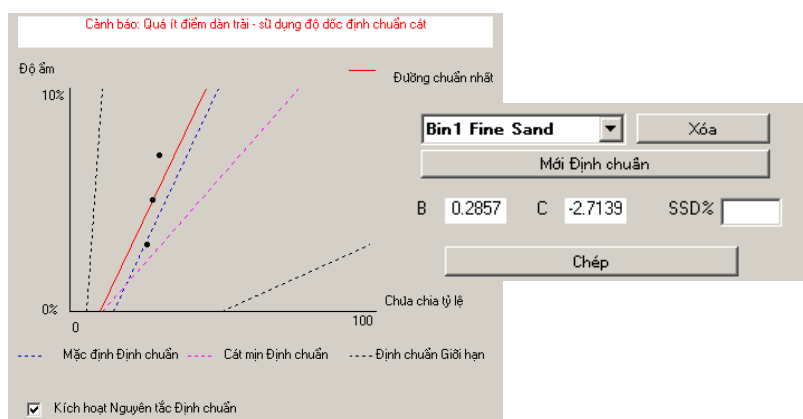 Cảnh báo: Quá ít điểm dàn trải - sử dụng độ dốc định chuẩn cát
Độ ẩm
Đường chuẩn nhất
10%
0%
0
100
Chưa chia tỷ lệ
Mặc định Định chuẩn
Cát mịn Định chuẩn
Định chuẩn Giới hạn
Kích hoạt Nguyên tắc Định chuẩn
Bin1 Fine Sand
Xóa
Mới Định chuẩn
B 0.2857 C -2.7139 SSD%
Chép